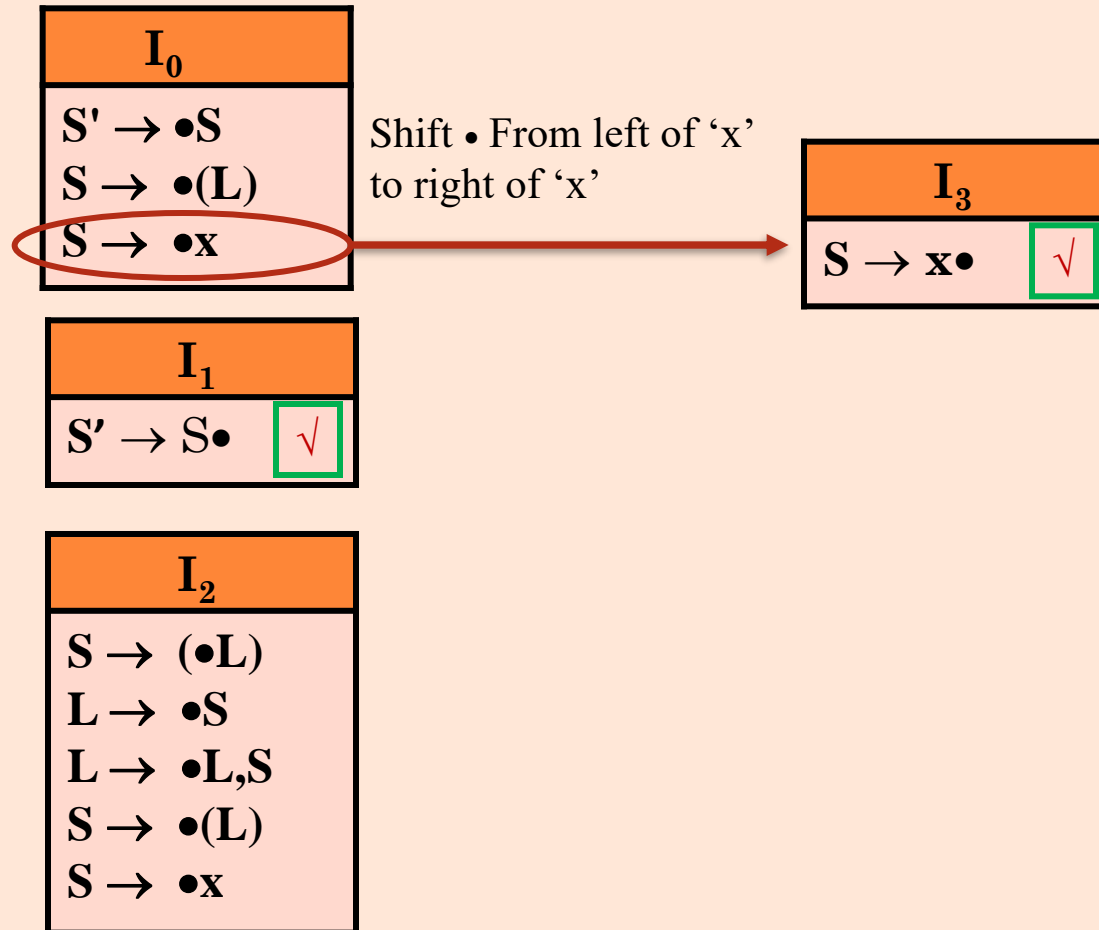 I₀
S' → •S
S → •(L)
S → •x
Shift • From left of ‘x’
to right of ‘x’
I₃
S → x• √
I₁
S′ → S• √
I₂
S → (•L)
L → •S
L → •L,S
S → •(L)
S → •x